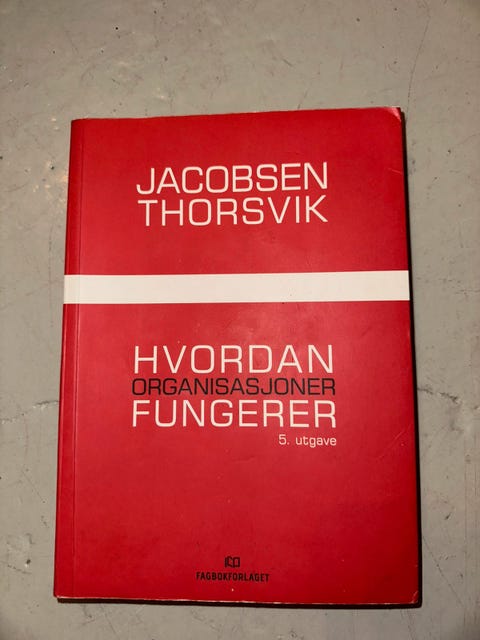 JACOBSEN
THORSVIK
HVORDAN
ORGANISASJONER
FUNGERER
5. utgave
FAGBOKFORLAGET